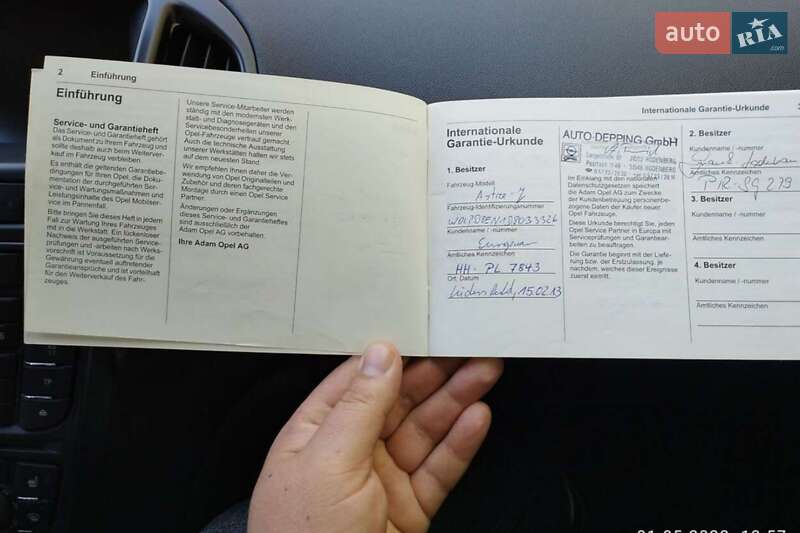 auto RIA .com
2 Einführung
Einführung
Service- und Garantieheft
Das Service- und Garantieheft gehört
als Dokument zu Ihrem Fahrzeug und
sollte deshalb auch beim Weiterver-
kauf im Fahrzeug verbleiben.
Es enthält die geltenden Garantiebe-
dingungen für Ihren Opel, die Doku-
mentation der durchgeführten Ser-
vice- und Wartungsmaßnahmen und
Leistungen des Opel Mobilser-
vice im Pannenfall.
Bitte bringen Sie dieses Heft in jedem
Fall zur Wartung Ihres Fahrzeuges
mit in die Werkstatt. Ein lückenloser
Nachweis der ausgeführten Service-
prüfungen und -arbeiten nach Werks-
vorschrift ist Voraussetzung für die
Gewährung eventuell auftretender
Garantieansprüche und ist vorteilhaft
für den Weiterverkauf des Fahr-
zeuges.
Unsere Service-Mitarbeiter werden
ständig mit den modernsten Werk-
statt- und Diagnosegeräten und den
Servicebesonderheiten unserer
Opel-Fahrzeuge vertraut gemacht.
Auch die technische Ausstattung
unserer Werkstätten halten wir stets
auf dem neuesten Stand.
Wir empfehlen Ihnen daher die Ver-
wendung von Opel Originalteilen und
Zubehör und deren fachgerechte
Montage durch einen Opel Service
Partner.
Änderungen oder Ergänzungen
dieses Service- und Garantieheftes
sind ausschließlich der
Adam Opel AG vorbehalten.
Ihre Adam Opel AG
Internationale Garantie-Urkunde 3
Internationale
Garantie-Urkunde
1. Besitzer
Fahrzeug-Modell
Astra-J
Fahrzeug-Identifizierungsnummer
Kundenname / -nummer
Europcar
Amtliches Kennzeichen
HH-PL 7843
Ort, Datum
15.02.13
AUTO-DEPPING GmbH
Im Einklang mit den nationalen
Datenschutzgesetzen speichert
die Adam Opel AG zum Zwecke
der Kundenbetreuung personenbe-
zogene Daten der Käufer neuer
Opel Fahrzeuge.
Diese Urkunde berechtigt Sie, jeden
Opel Service Partner in Europa mit
Serviceprüfungen und Garantiear-
beiten zu beauftragen.
Die Garantie beginnt mit der Liefe-
rung bzw. der Erstzulassung, je
nachdem, welches dieser Ereignisse
zuerst eintritt.
2. Besitzer
Kundenname / -nummer
Amtliches Kennzeichen
PIR-SG 279
3. Besitzer
Kundenname / -nummer
Amtliches Kennzeichen
4. Besitzer
Kundenname / -nummer
Amtliches Kennzeichen